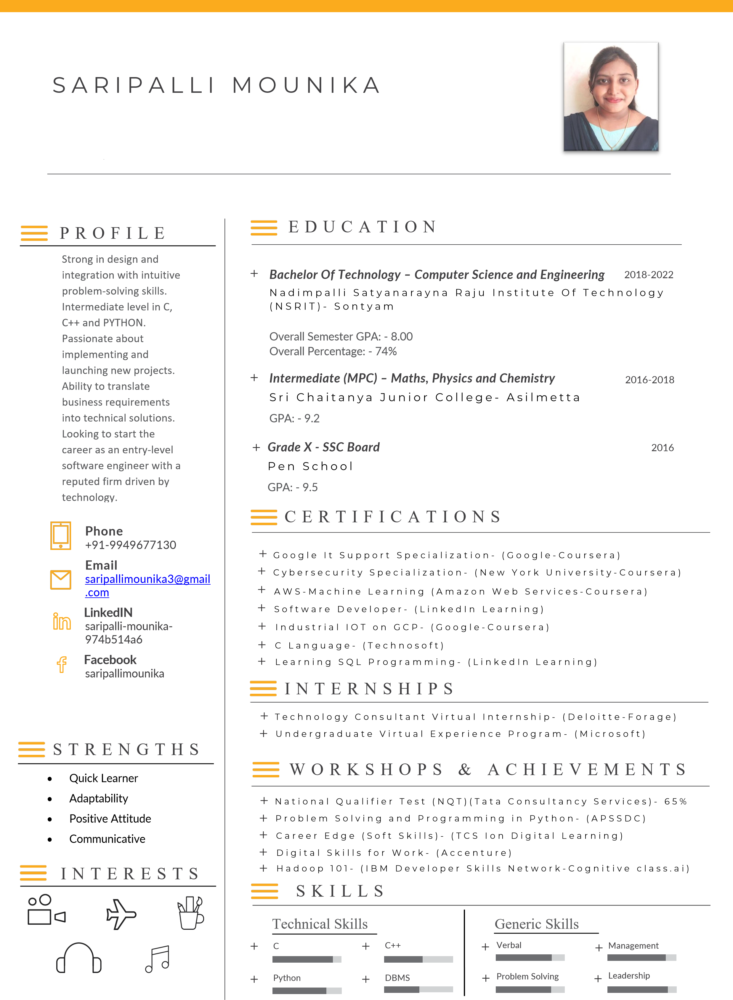 SARIPALLI MOUNIKA
PROFILE
Strong in design and
integration with intuitive
problem-solving skills.
Intermediate level in C,
C++ and PYTHON.
Passionate about
implementing and
launching new projects.
Ability to translate
business requirements
into technical solutions.
Looking to start the
career as an entry-level
software engineer with a
reputed firm driven by
technology.
Phone
+91-9949677130
Email
saripallimounika3@gmail
.com
LinkedIN
saripalli-mounika-
974b514a6
Facebook
saripallimounika
STRENGTHS
• Quick Learner
• Adaptability
• Positive Attitude
• Communicative
INTERESTS
EDUCATION
+ Bachelor Of Technology – Computer Science and Engineering 2018-2022
Nadimpalli Satyanarayna Raju Institute Of Technology
(NSRIT)- Sontyam
Overall Semester GPA: - 8.00
Overall Percentage: - 74%
+ Intermediate (MPC) – Maths, Physics and Chemistry 2016-2018
Sri Chaitanya Junior College- Asilmetta
GPA: - 9.2
+ Grade X - SSC Board 2016
Pen School
GPA: - 9.5
CERTIFICATIONS
+ Google It Support Specialization- (Google-Coursera)
+ Cybersecurity Specialization- (New York University-Coursera)
+ AWS-Machine Learning (Amazon Web Services-Coursera)
+ Software Developer- (LinkedIn Learning)
+ Industrial IOT on GCP- (Google-Coursera)
+ C Language- (Technosoft)
+ Learning SQL Programming- (LinkedIn Learning)
INTERNSHIPS
+ Technology Consultant Virtual Internship- (Deloitte-Forage)
+ Undergraduate Virtual Experience Program- (Microsoft)
WORKSHOPS & ACHIEVEMENTS
+ National Qualifier Test (NQT)(Tata Consultancy Services)- 65%
+ Problem Solving and Programming in Python- (APSSDC)
+ Career Edge (Soft Skills)- (TCS Ion Digital Learning)
+ Digital Skills for Work- (Accenture)
+ Hadoop 101- (IBM Developer Skills Network-Cognitive class.ai)
SKILLS
Technical Skills
+ C + C++
+ Python + DBMS
Generic Skills
+ Verbal + Management
+ Problem Solving + Leadership